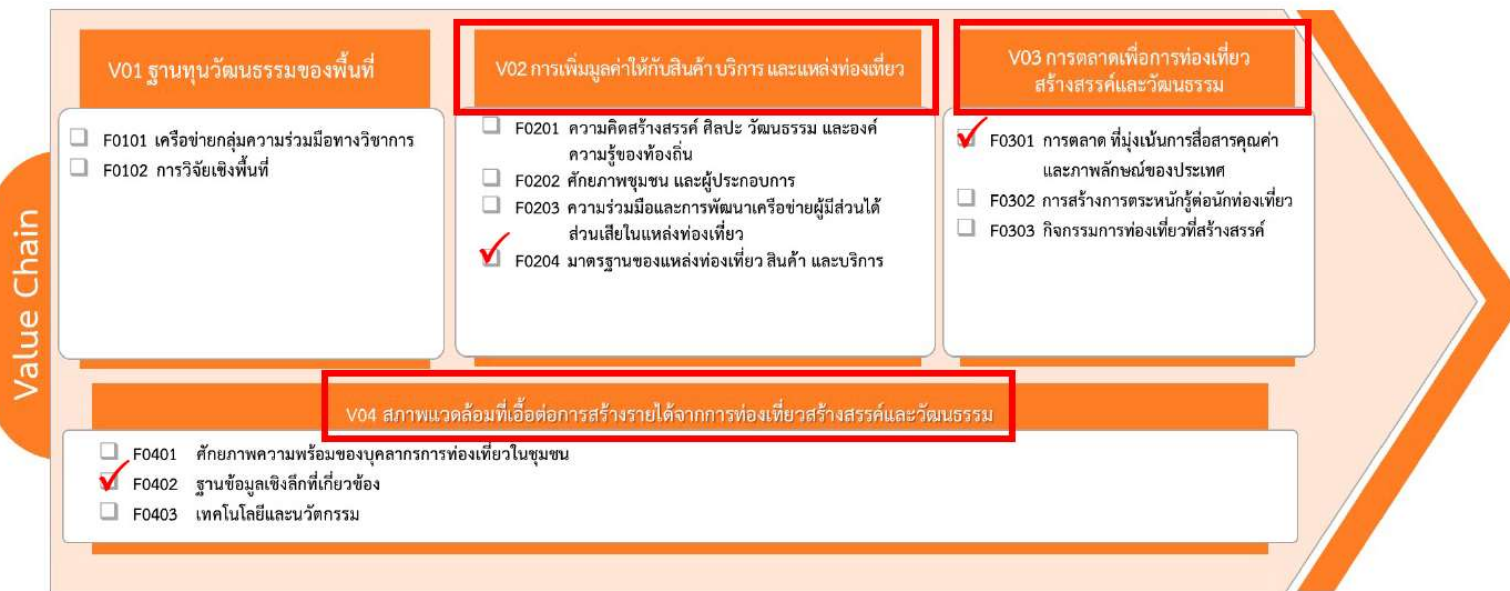 Value Chain
V01 ฐานทุนวัฒนธรรมของพื้นที่
F0101 เครือข่ายกลุ่มความร่วมมือทางวิชาการ
F0102 การวิจัยเชิงพื้นที่
V02 การเพิ่มมูลค่าให้กับสินค้า บริการ และแหล่งท่องเที่ยว
F0201 ความคิดสร้างสรรค์ ศิลปะ วัฒนธรรม และองค์
ความรู้ของท้องถิ่น
F0202 ศักยภาพชุมชน และผู้ประกอบการ
F0203 ความร่วมมือและการพัฒนาเครือข่ายผู้มีส่วนได้
ส่วนเสียในแหล่งท่องเที่ยว
F0204 มาตรฐานของแหล่งท่องเที่ยว สินค้า และบริการ
V03 การตลาดเพื่อการท่องเที่ยว
สร้างสรรค์และวัฒนธรรม
F0301 การตลาด ที่มุ่งเน้นการสื่อสารคุณค่า
และภาพลักษณ์ของประเทศ
F0302 การสร้างการตระหนักรู้ต่อนักท่องเที่ยว
F0303 กิจกรรมการท่องเที่ยวที่สร้างสรรค์
V04 สภาพแวดล้อมที่เอื้อต่อการสร้างรายได้จากการท่องเที่ยวสร้างสรรค์และวัฒนธรรม
F0401 ศักยภาพความพร้อมของบุคลากรการท่องเที่ยวในชุมชน
F0402 ฐานข้อมูลเชิงลึกที่เกี่ยวข้อง
F0403 เทคโนโลยีและนวัตกรรม